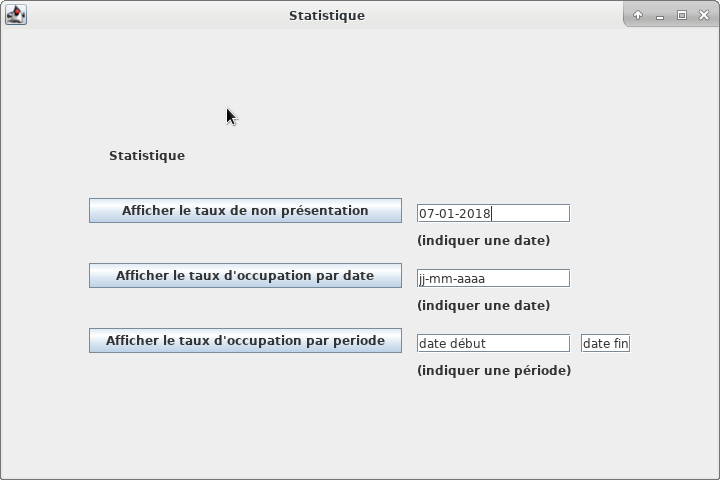 Statistique
Statistique
Afficher le taux de non présentation 07-01-2018
(indiquer une date)
Afficher le taux d'occupation par date jj-mm-aaaa
(indiquer une date)
Afficher le taux d'occupation par periode date début date fin
(indiquer une période)